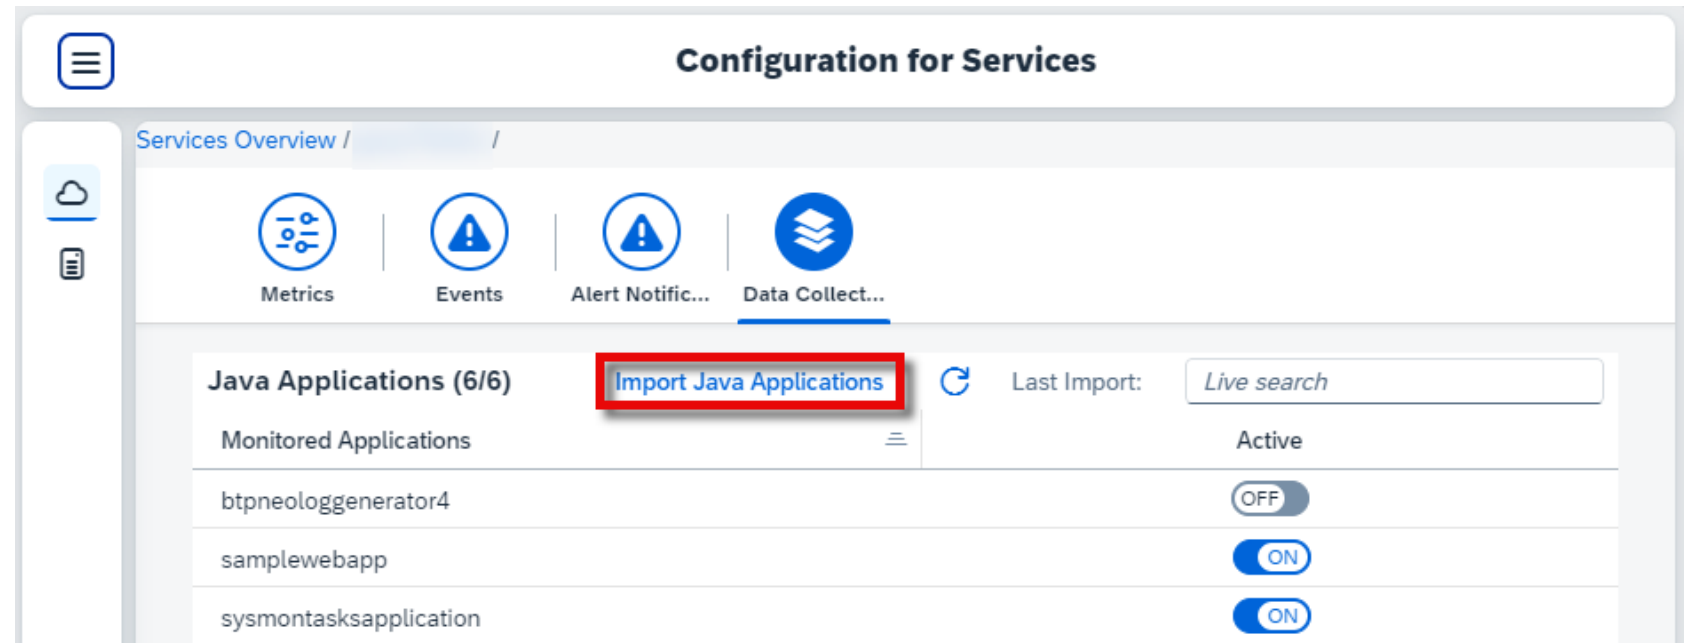 Configuration for Services
Services Overview / /
Metrics
Events
Alert Notific...
Data Collect...
Java Applications (6/6)
Import Java Applications
Last Import:
Live search
Monitored Applications
Active
btpneologgenerator4
OFF
samplewebapp
ON
sysmontasksapplication
ON